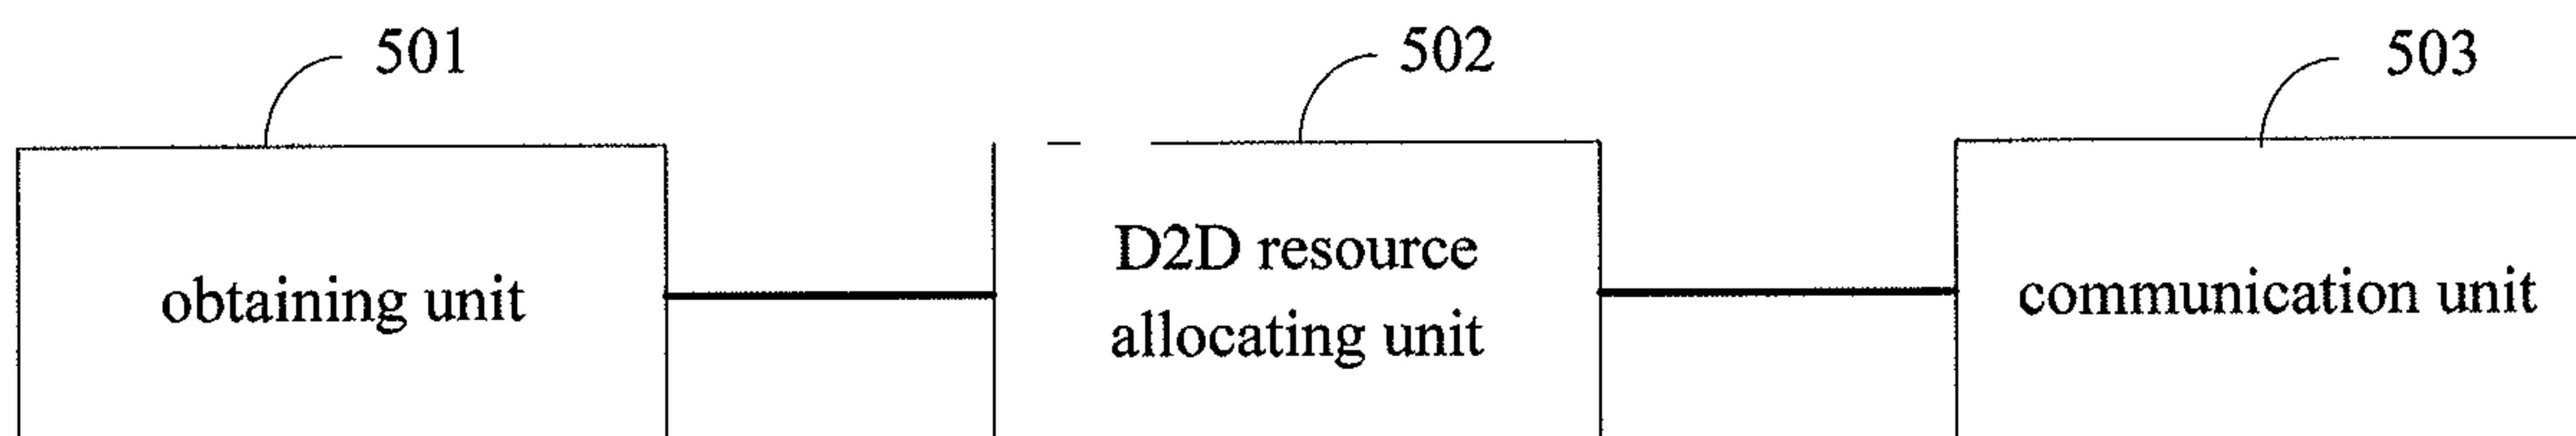 501
502
503
obtaining unit
D2D resource
allocating unit
communication unit